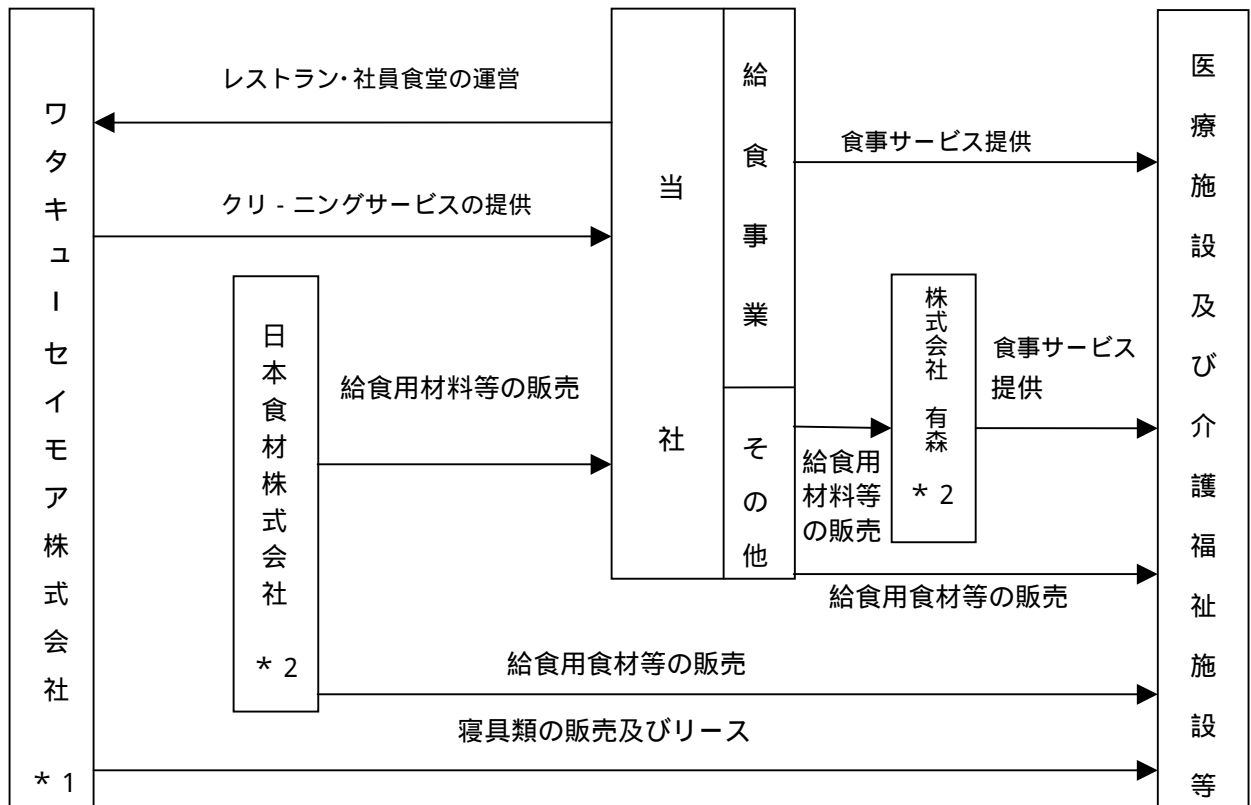 ワタキューセイモア株式会社 *1
レストラン・社員食堂の運営
クリ-ニングサービスの提供
日本食材株式会社 *2
給食用材料等の販売
当社
給食事業
その他
食事サービス提供
株式会社 有森 *2
給食用
材料等
の販売
食事サービス
提供
給食用食材等の販売
給食用食材等の販売
寝具類の販売及びリース
医療施設及び介護福祉施設等